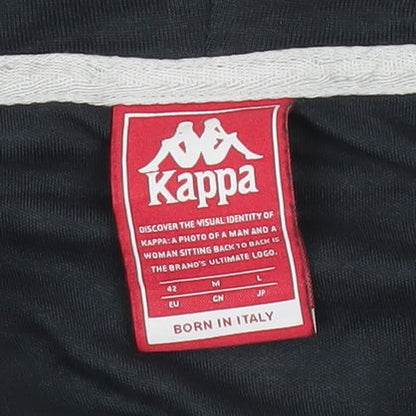 Kappa
DISCOVER THE VISUAL IDENTITY OF
KAPPA: A PHOTO OF A MAN AND A
WOMAN SITTING BACK TO BACK IS
THE BRAND'S ULTIMATE LOGO.
42 M L
EU CN JP
BORN IN ITALY